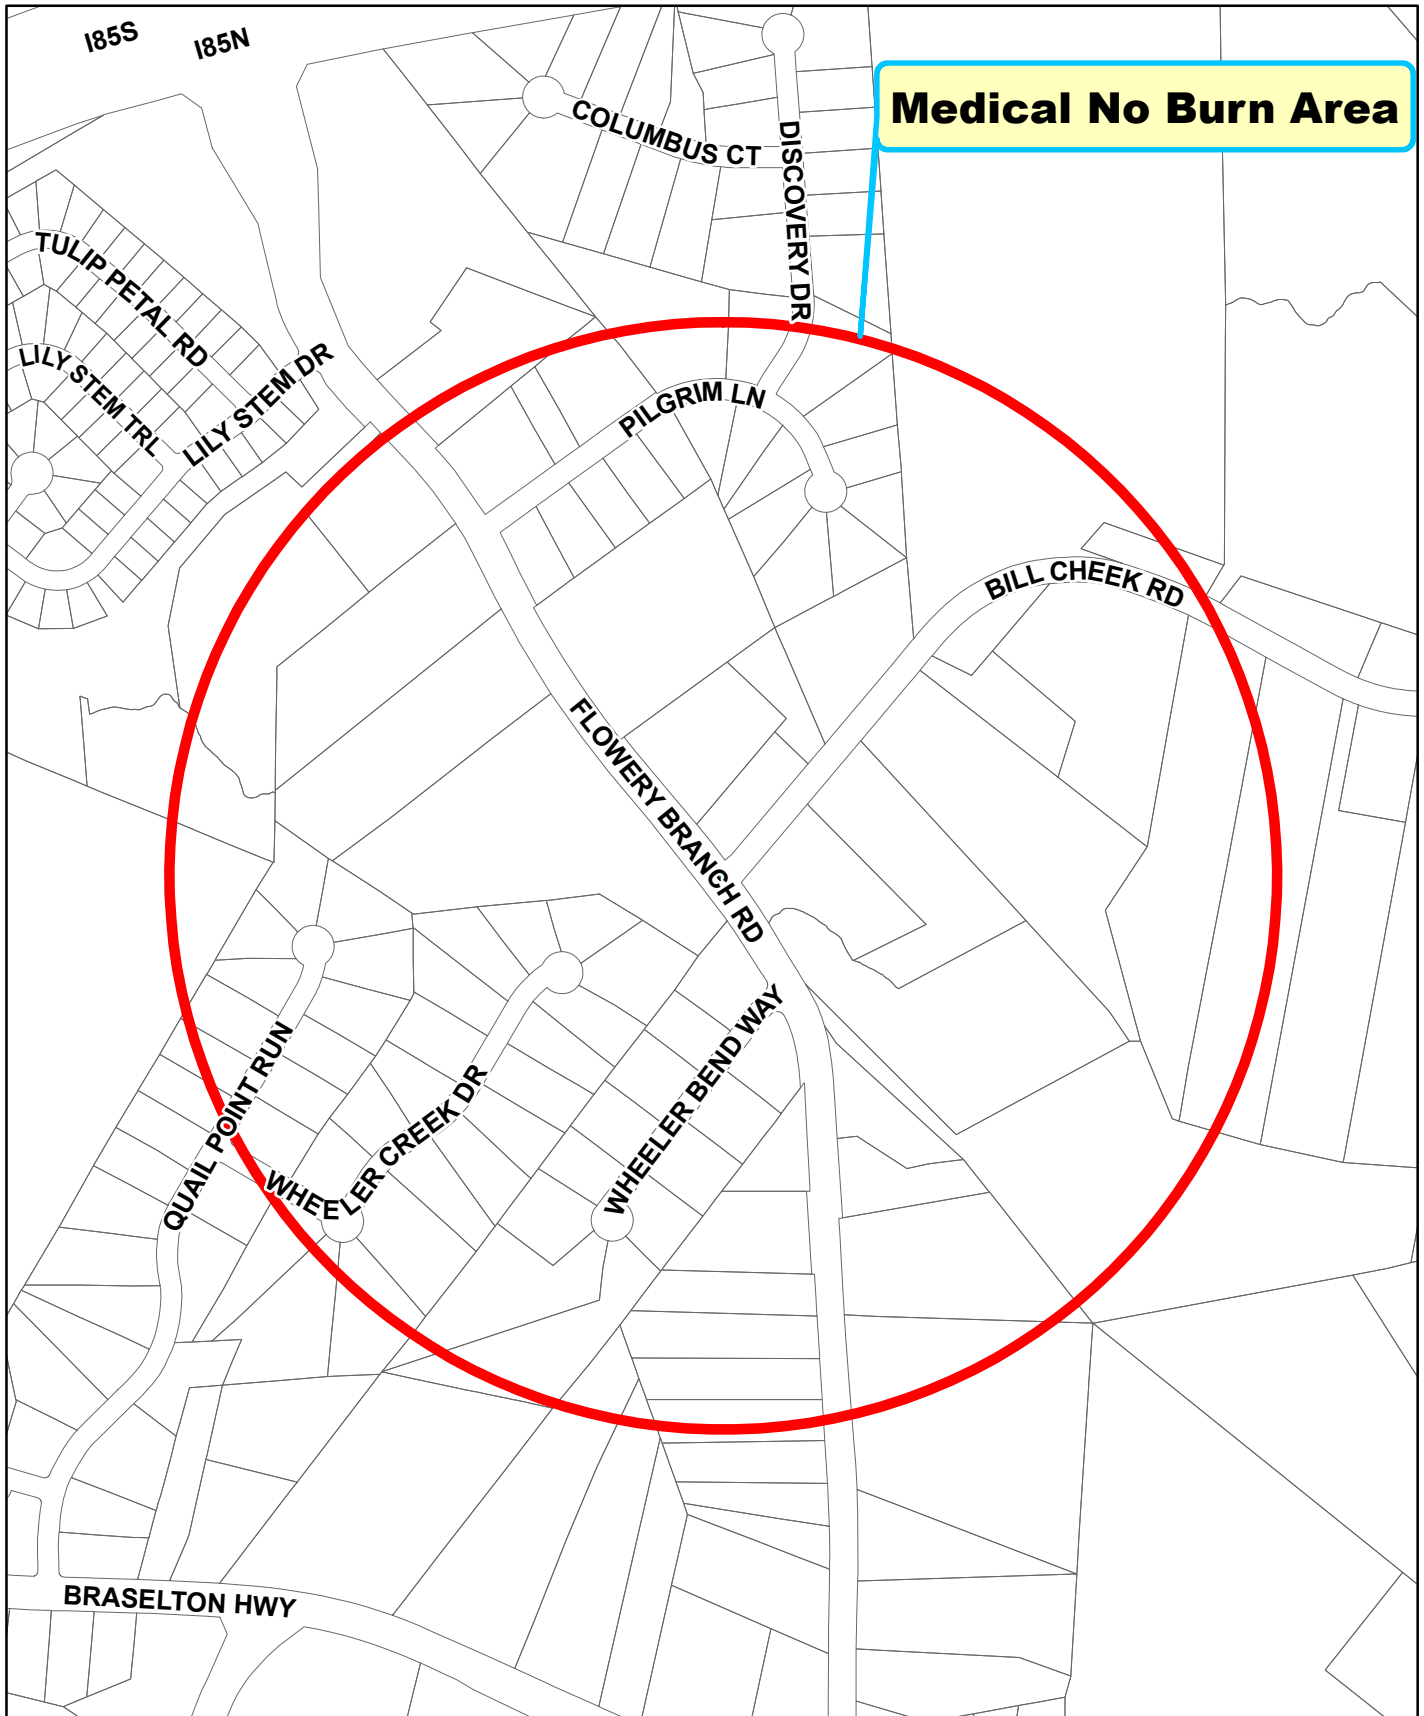 I85S
I85N
COLUMBUS CT
DISCOVERY DR
Medical No Burn Area
TULIP PETAL RD
LILY STEM TRL
LILY STEM DR
PILGRIM LN
BILL CHEEK RD
FLOWERY BRANCH RD
QUAIL POINT RUN
WHEELER CREEK DR
WHEELER BEND WAY
BRASELTON HWY